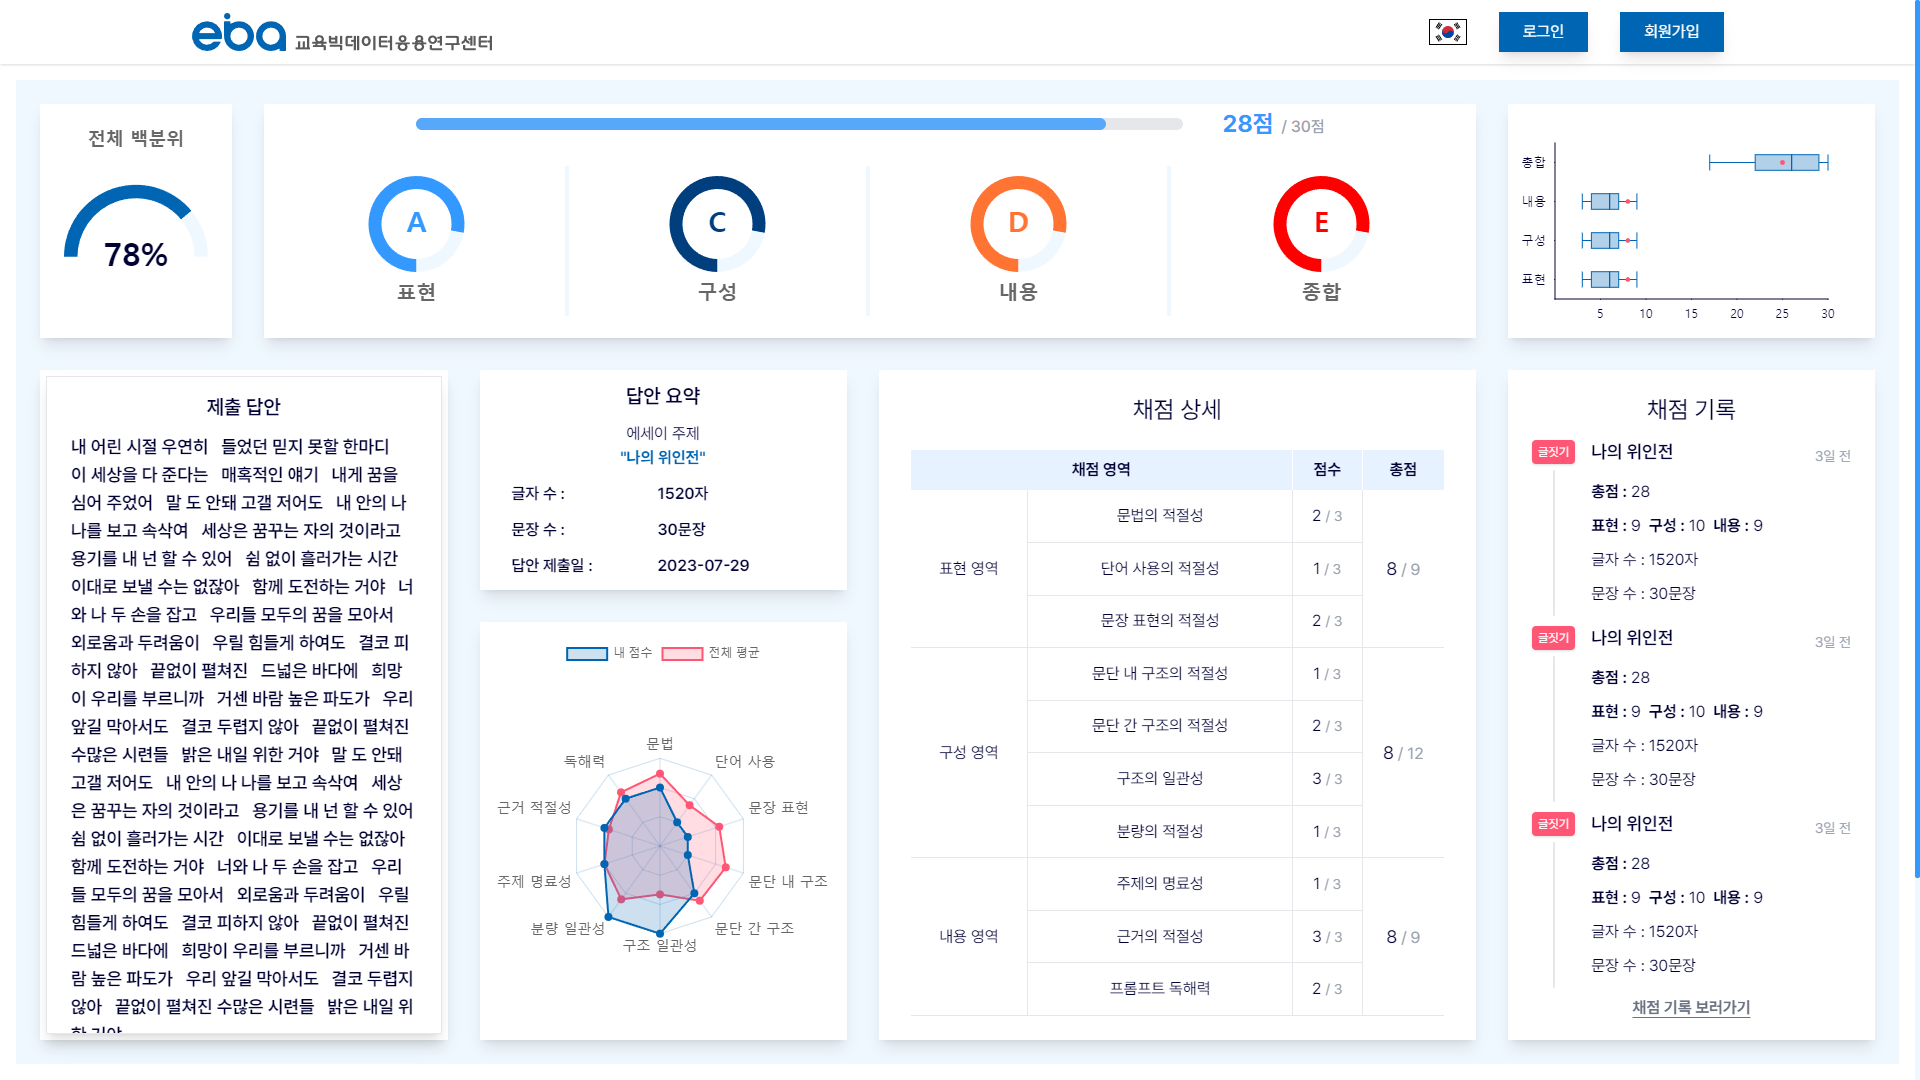 eba 교육빅데이터응용연구센터
로그인
회원가입
전체 백분위
78%
28점 / 30점
A
표현
C
구성
D
내용
E
종합
총합
내용
구성
표현
5 10 15 20 25 30
제출 답안
내 어린 시절 우연히 들었던 믿지 못할 한마디
이 세상을 다 준다는 매혹적인 얘기 내게 꿈을
심어 주었어 말 도 안돼 고갤 저어도 내 안의 나
나를 보고 속삭여 세상은 꿈꾸는 자의 것이라고
용기를 내 넌 할 수 있어 쉼 없이 흘러가는 시간
이대로 보낼 수는 없잖아 함께 도전하는 거야 너
와 나 두 손을 잡고 우리들 모두의 꿈을 모아서
외로움과 두려움이 우릴 힘들게 하여도 결코 피
하지 않아 끝없이 펼쳐진 드넓은 바다에 희망
이 우리를 부르니까 거센 바람 높은 파도가 우리
앞길 막아서도 결코 두렵지 않아 끝없이 펼쳐진
수많은 시련들 밝은 내일 위한 거야 말 도 안돼
고갤 저어도 내 안의 나 나를 보고 속삭여 세상
은 꿈꾸는 자의 것이라고 용기를 내 넌 할 수 있어
쉼 없이 흘러가는 시간 이대로 보낼 수는 없잖아
함께 도전하는 거야 너와 나 두 손을 잡고 우리
들 모두의 꿈을 모아서 외로움과 두려움이 우릴
힘들게 하여도 결코 피하지 않아 끝없이 펼쳐진
드넓은 바다에 희망이 우리를 부르니까 거센 바
람 높은 파도가 우리 앞길 막아서도 결코 두렵지
않아 끝없이 펼쳐진 수많은 시련들 밝은 내일 위
한 거야
답안 요약
에세이 주제
"나의 위인전"
글자 수 : 1520자
문장 수 : 30문장
답안 제출일 : 2023-07-29
내 점수 전체 평균
문법
단어 사용
문장 표현
문단 내 구조
문단 간 구조
구조 일관성
분량 일관성
주제 명료성
근거 적절성
독해력
채점 상세
채점 영역 점수 총점
표현 영역 8 / 9
문법의 적절성 2 / 3
단어 사용의 적절성 1 / 3
문장 표현의 적절성 2 / 3
구성 영역 8 / 12
문단 내 구조의 적절성 1 / 3
문단 간 구조의 적절성 2 / 3
구조의 일관성 3 / 3
분량의 적절성 1 / 3
내용 영역 8 / 9
주제의 명료성 1 / 3
근거의 적절성 3 / 3
프롬프트 독해력 2 / 3
채점 기록
글짓기 나의 위인전 3일 전
총점 : 28
표현 : 9 구성 : 10 내용 : 9
글자 수 : 1520자
문장 수 : 30문장
글짓기 나의 위인전 3일 전
총점 : 28
표현 : 9 구성 : 10 내용 : 9
글자 수 : 1520자
문장 수 : 30문장
글짓기 나의 위인전 3일 전
총점 : 28
표현 : 9 구성 : 10 내용 : 9
글자 수 : 1520자
문장 수 : 30문장
채점 기록 보러가기